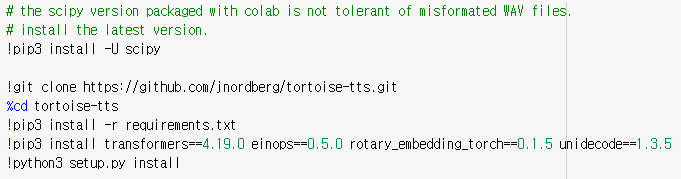 # the scipy version packaged with colab is not tolerant of misformated WAV files.
# install the latest version.
!pip3 install -U scipy
!git clone https://github.com/jnordberg/tortoise-tts.git
%cd tortoise-tts
!pip3 install -r requirements.txt
!pip3 install transformers==4.19.0 einops==0.5.0 rotary_embedding_torch==0.1.5 unidecode==1.3.5
!python3 setup.py install